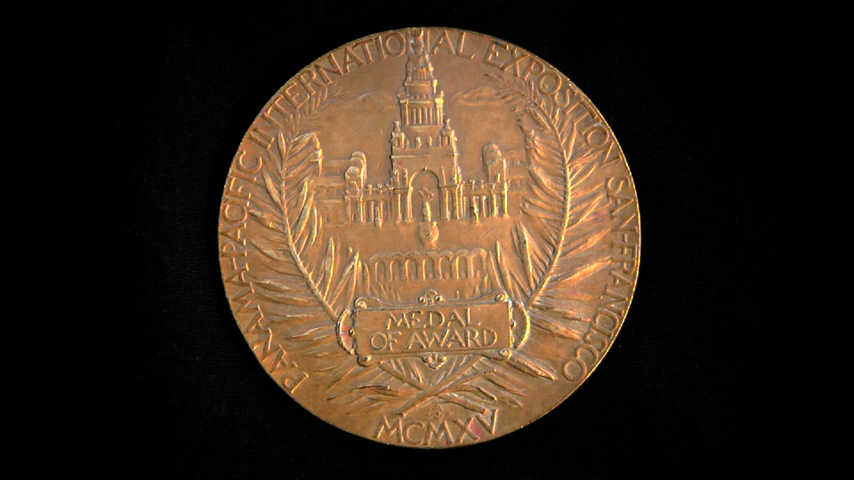 PANAMA-PACIFIC INTERNATIONAL EXPOSITION SAN-FRANCISCO
MEDAL
OF AWARD
MCMXV